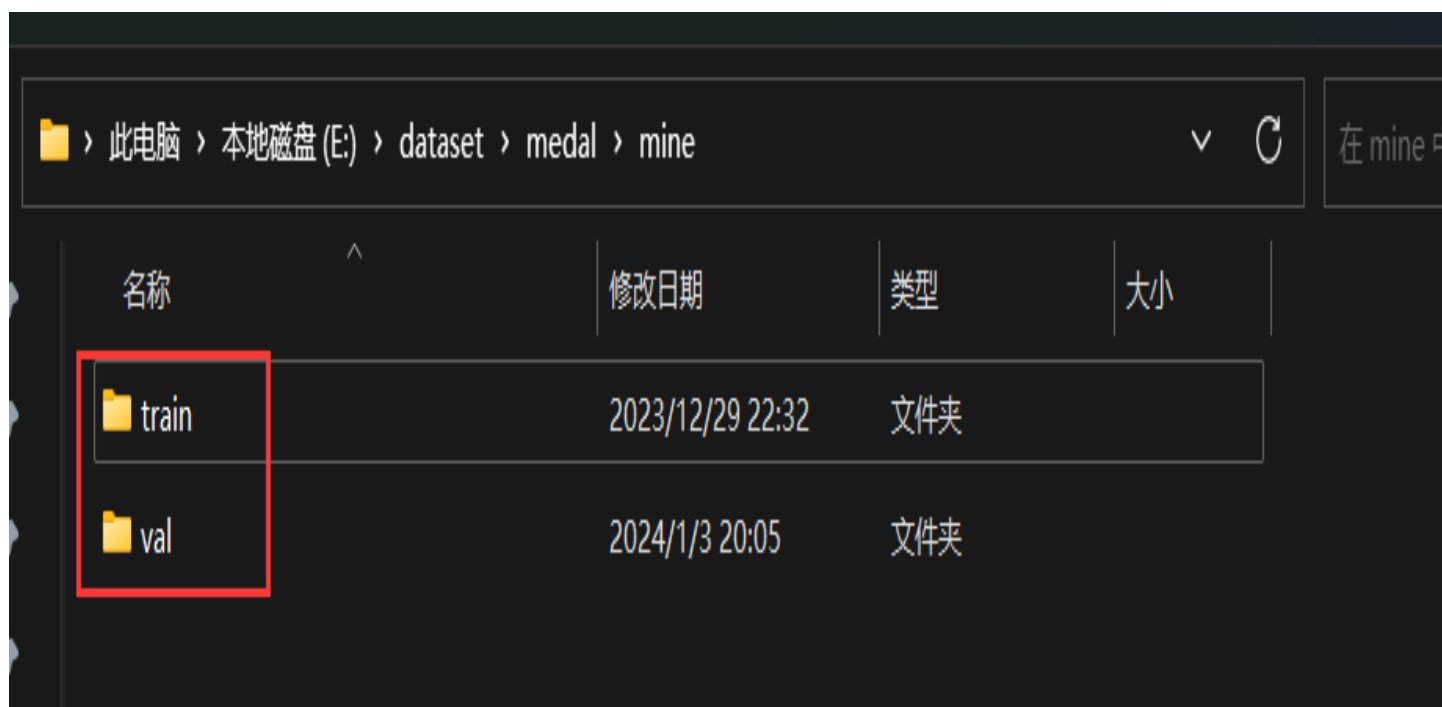 此电脑 › 本地磁盘 (E:) › dataset › medal › mine
在 mine 中
名称 修改日期 类型 大小
train 2023/12/29 22:32 文件夹
val 2024/1/3 20:05 文件夹